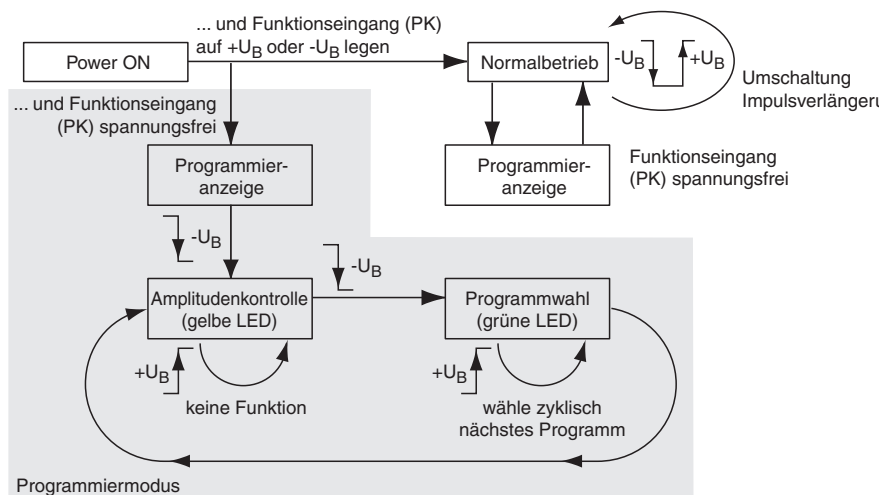 ... und Funktionseingang (PK)
auf +UB oder -UB legen
Power ON
Normalbetrieb
-UB
+UB
Umschaltung
Impulsverlängeru
... und Funktionseingang
(PK) spannungsfrei
Programmier-
anzeige
Programmier-
anzeige
Funktionseingang
(PK) spannungsfrei
-UB
-UB
Amplitudenkontrolle
(gelbe LED)
Programmwahl
(grüne LED)
+UB
keine Funktion
+UB
wähle zyklisch
nächstes Programm
Programmiermodus